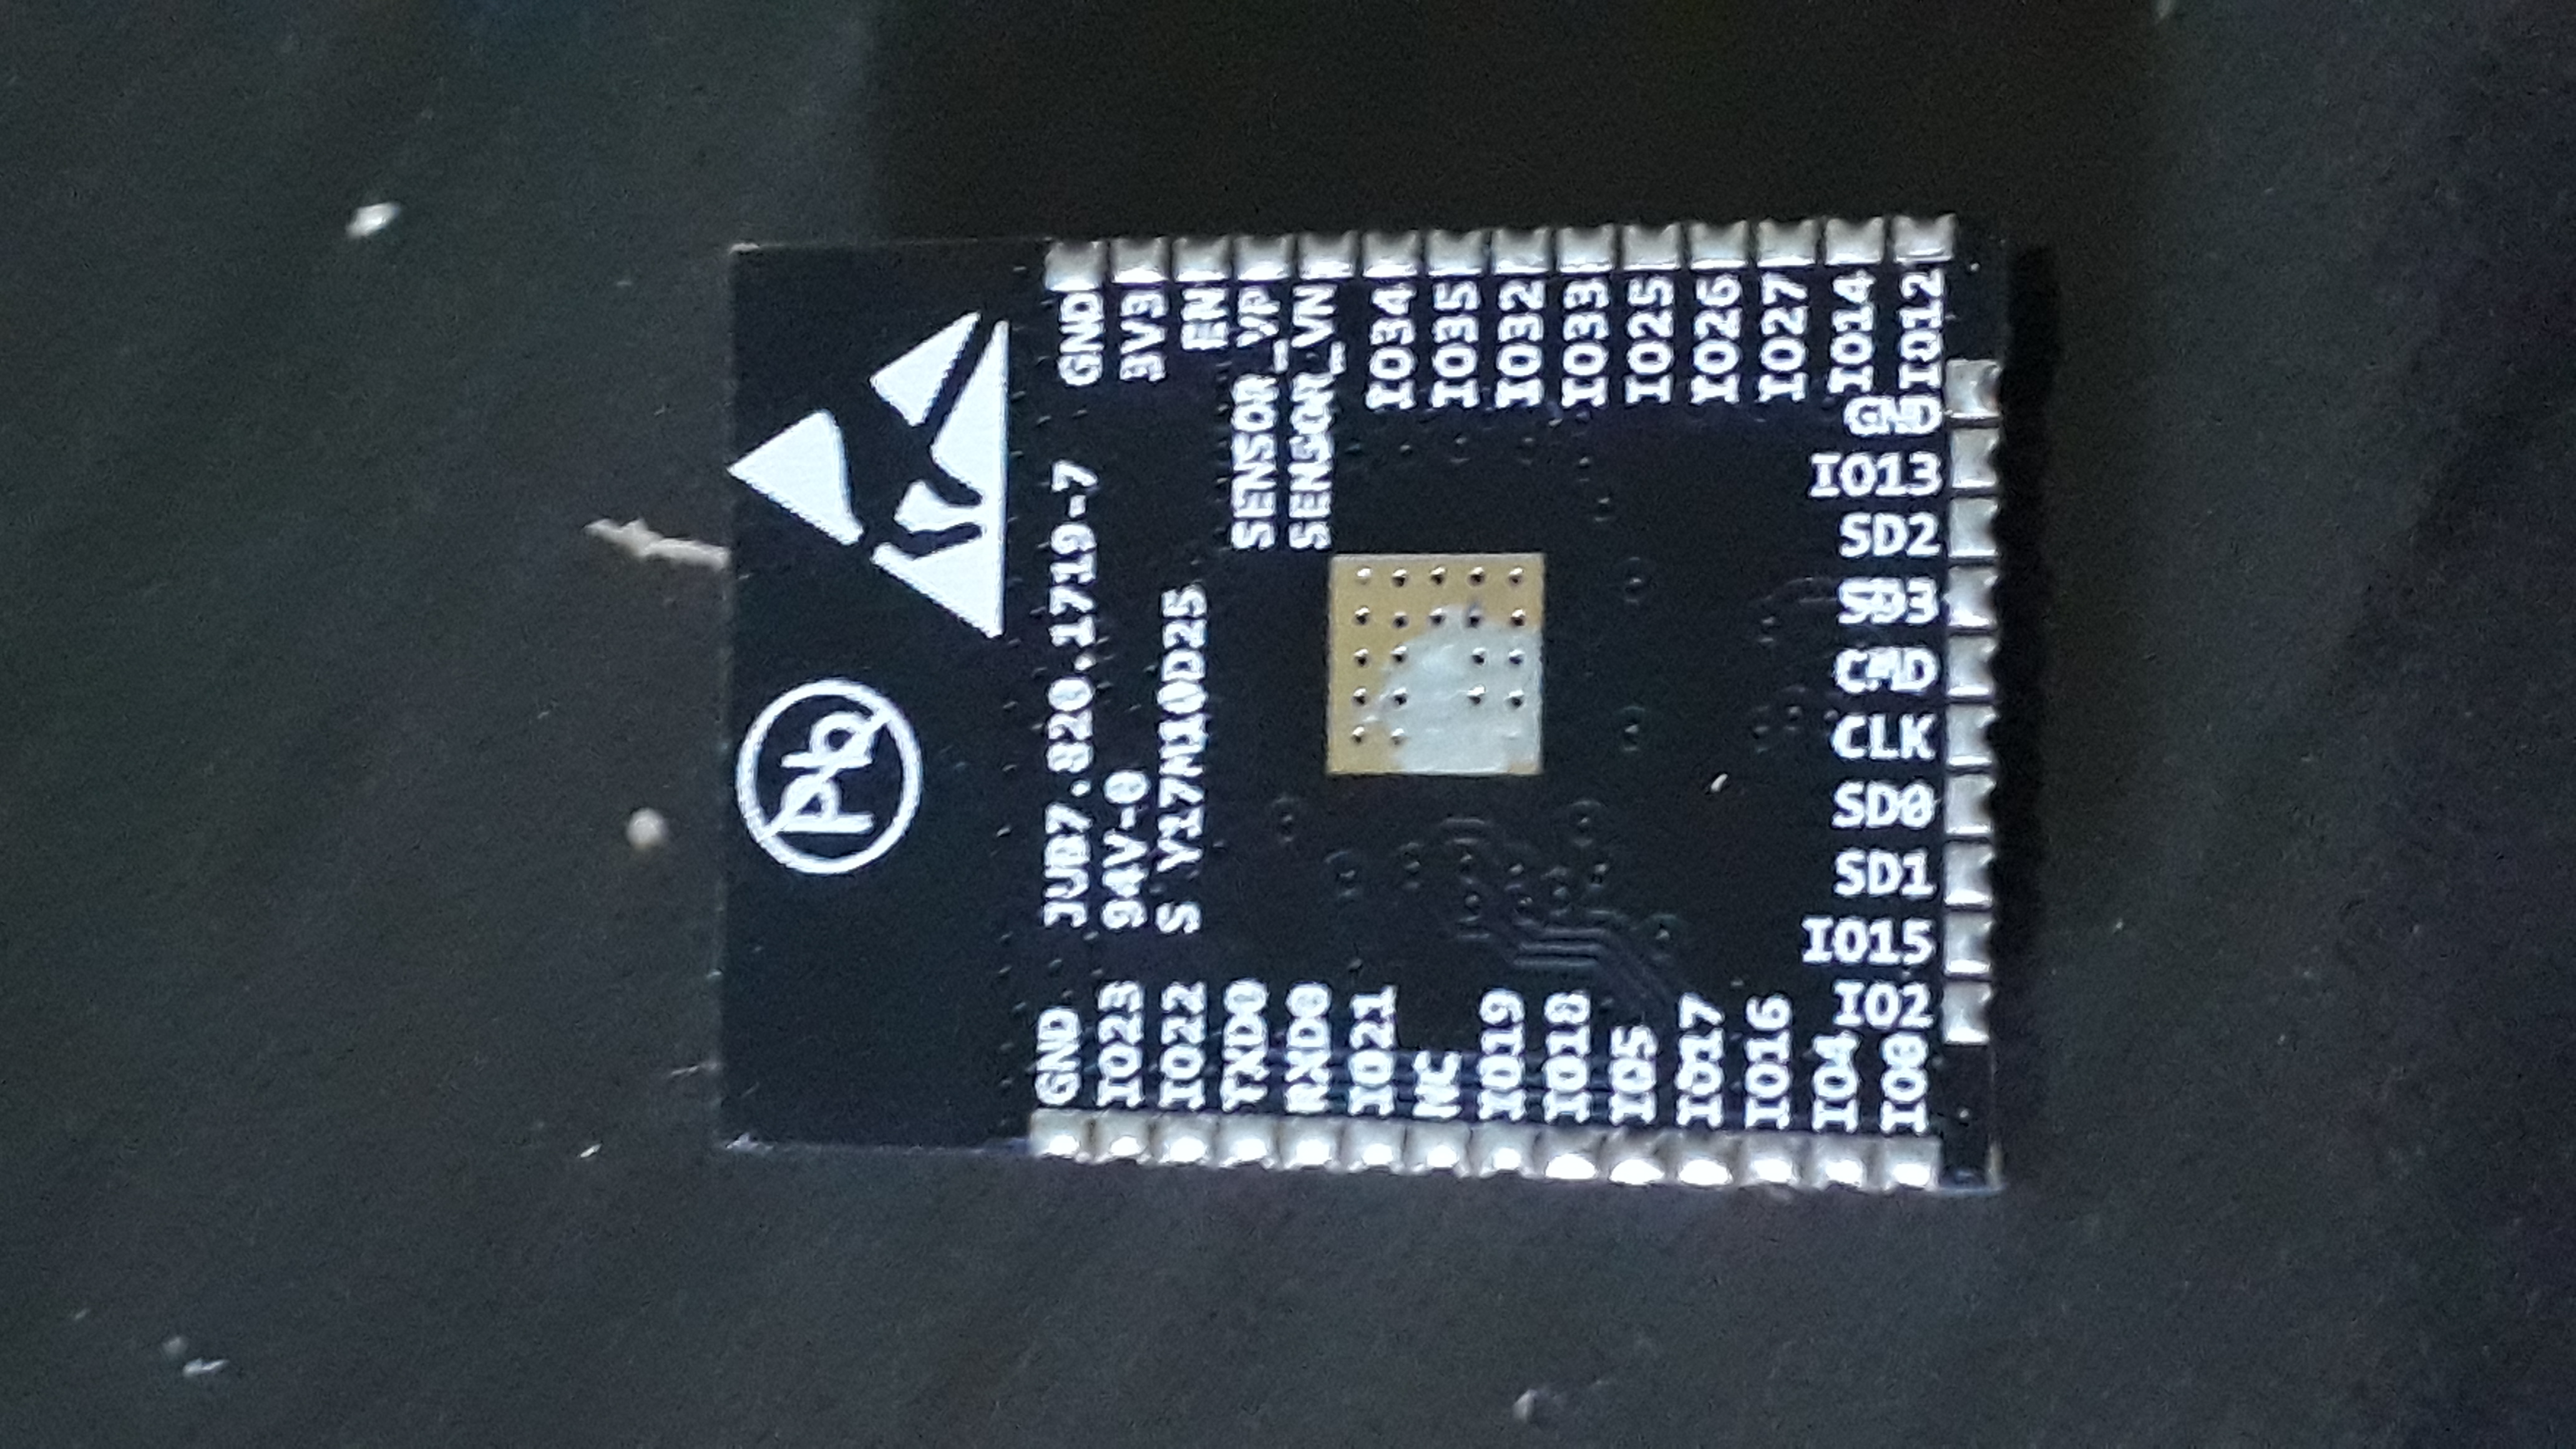 Pb
GND JUB7.820.1719-7 GND
IO23 94V-0 3V3
IO22 S Y17M10D25 EN
TXD0 SENSOR_VP
RXD0 SENSOR_VN
IO21 IO34
NC IO35
IO19 IO32
IO18 IO33
IO5 IO25
IO17 IO26
IO16 IO27
IO4 IO14
IO0 IO12
IO2
IO15
SD1
SD0
CLK
CMD
SD3
SD2
IO13
GND